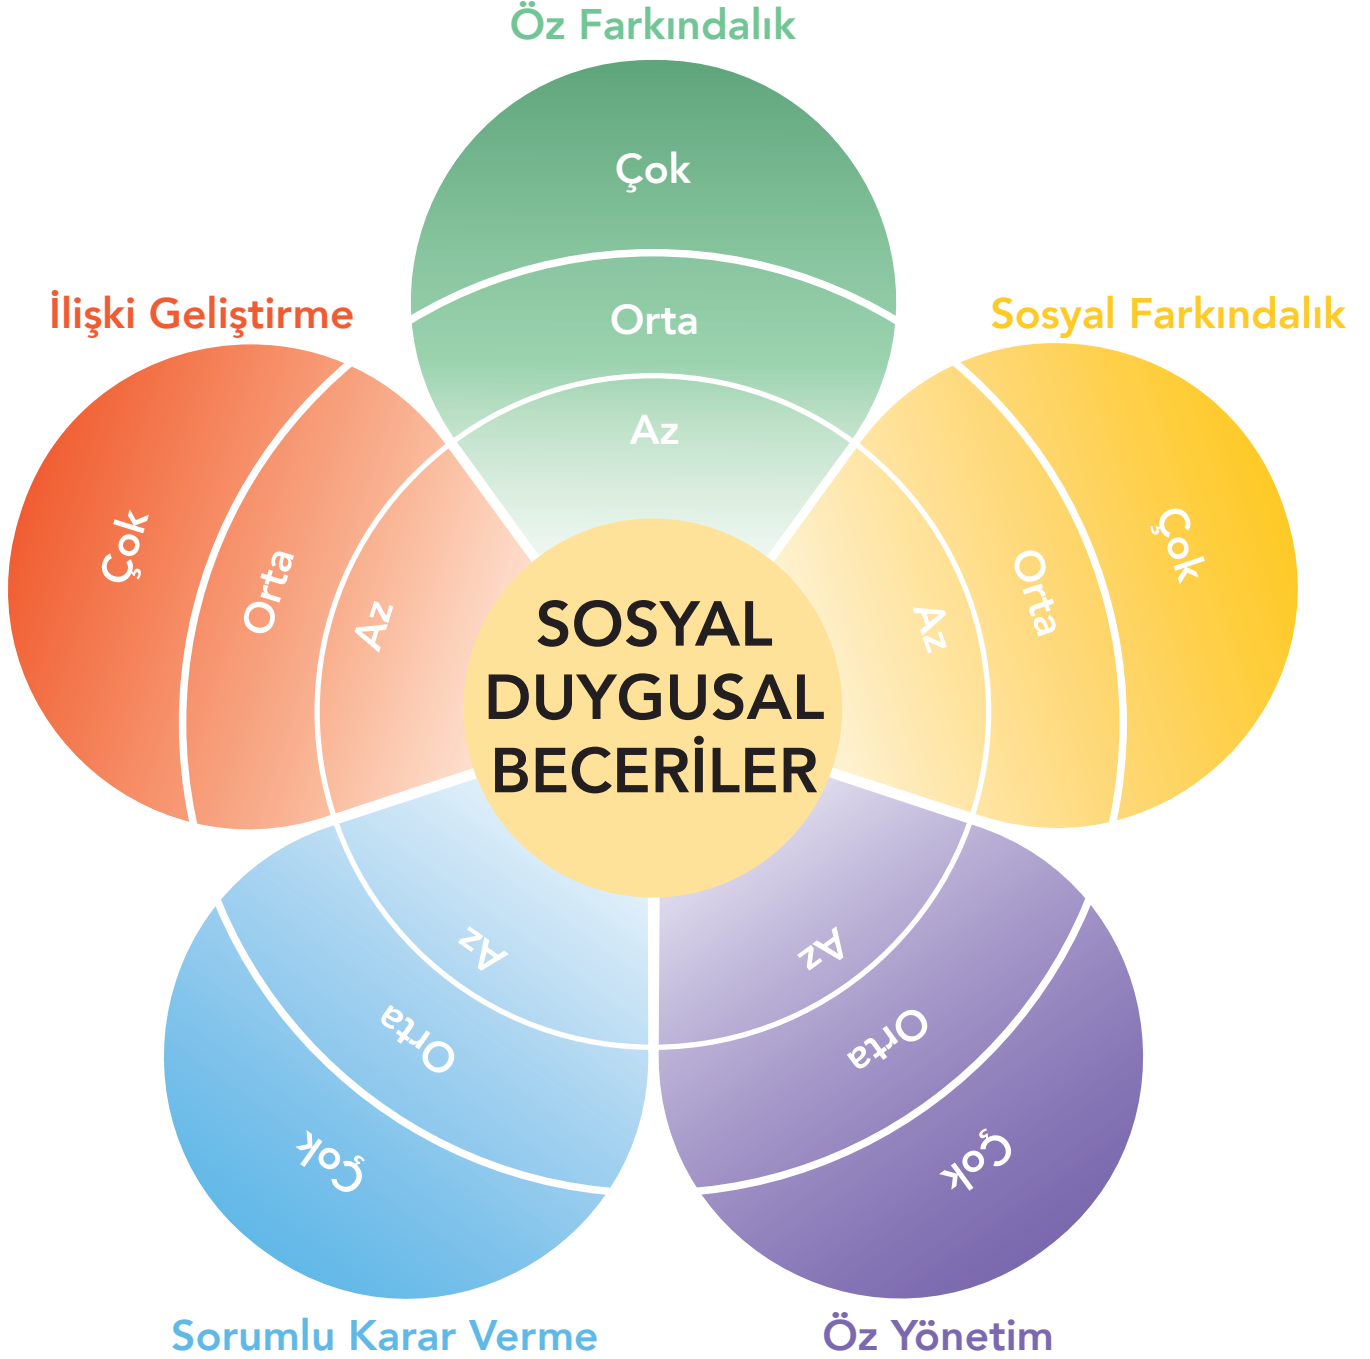 Öz Farkındalık
Çok
Orta
Az
İlişki Geliştirme
Çok
Orta
Az
Sosyal Farkındalık
Çok
Orta
Az
SOSYAL
DUYGUSAL
BECERİLER
Az
Orta
Çok
Sorumlu Karar Verme
Az
Orta
Çok
Öz Yönetim